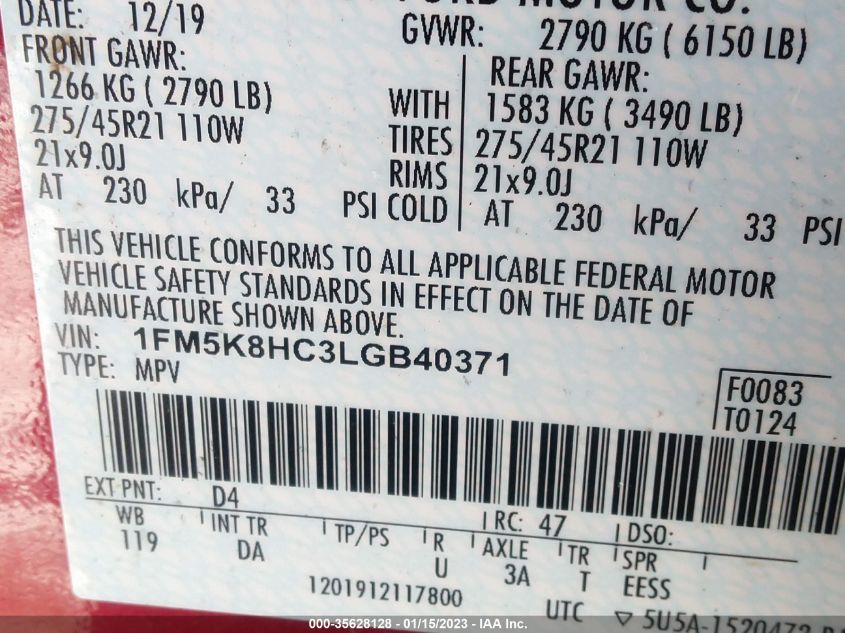 DATE: 12/19 FORD MOTOR CO.
GVWR: 2790 KG ( 6150 LB)
FRONT GAWR: REAR GAWR:
1266 KG ( 2790 LB) WITH 1583 KG ( 3490 LB)
275/45R21 110W TIRES 275/45R21 110W
21x9.0J RIMS 21x9.0J
AT 230 kPa/ 33 PSI COLD AT 230 kPa/ 33 PSI
THIS VEHICLE CONFORMS TO ALL APPLICABLE FEDERAL MOTOR
VEHICLE SAFETY STANDARDS IN EFFECT ON THE DATE OF
MANUFACTURE SHOWN ABOVE.
VIN: 1FM5K8HC3LGB40371
TYPE: MPV
F0083
T0124
EXT PNT: D4 RC: 47 DSO:
WB INT TR TP/PS R AXLE TR SPR
119 DA U 3A T EESS
1201912117800
UTC ▽ 5U5A-1520472
000-35628128 - 01/15/2023 - IAA Inc.